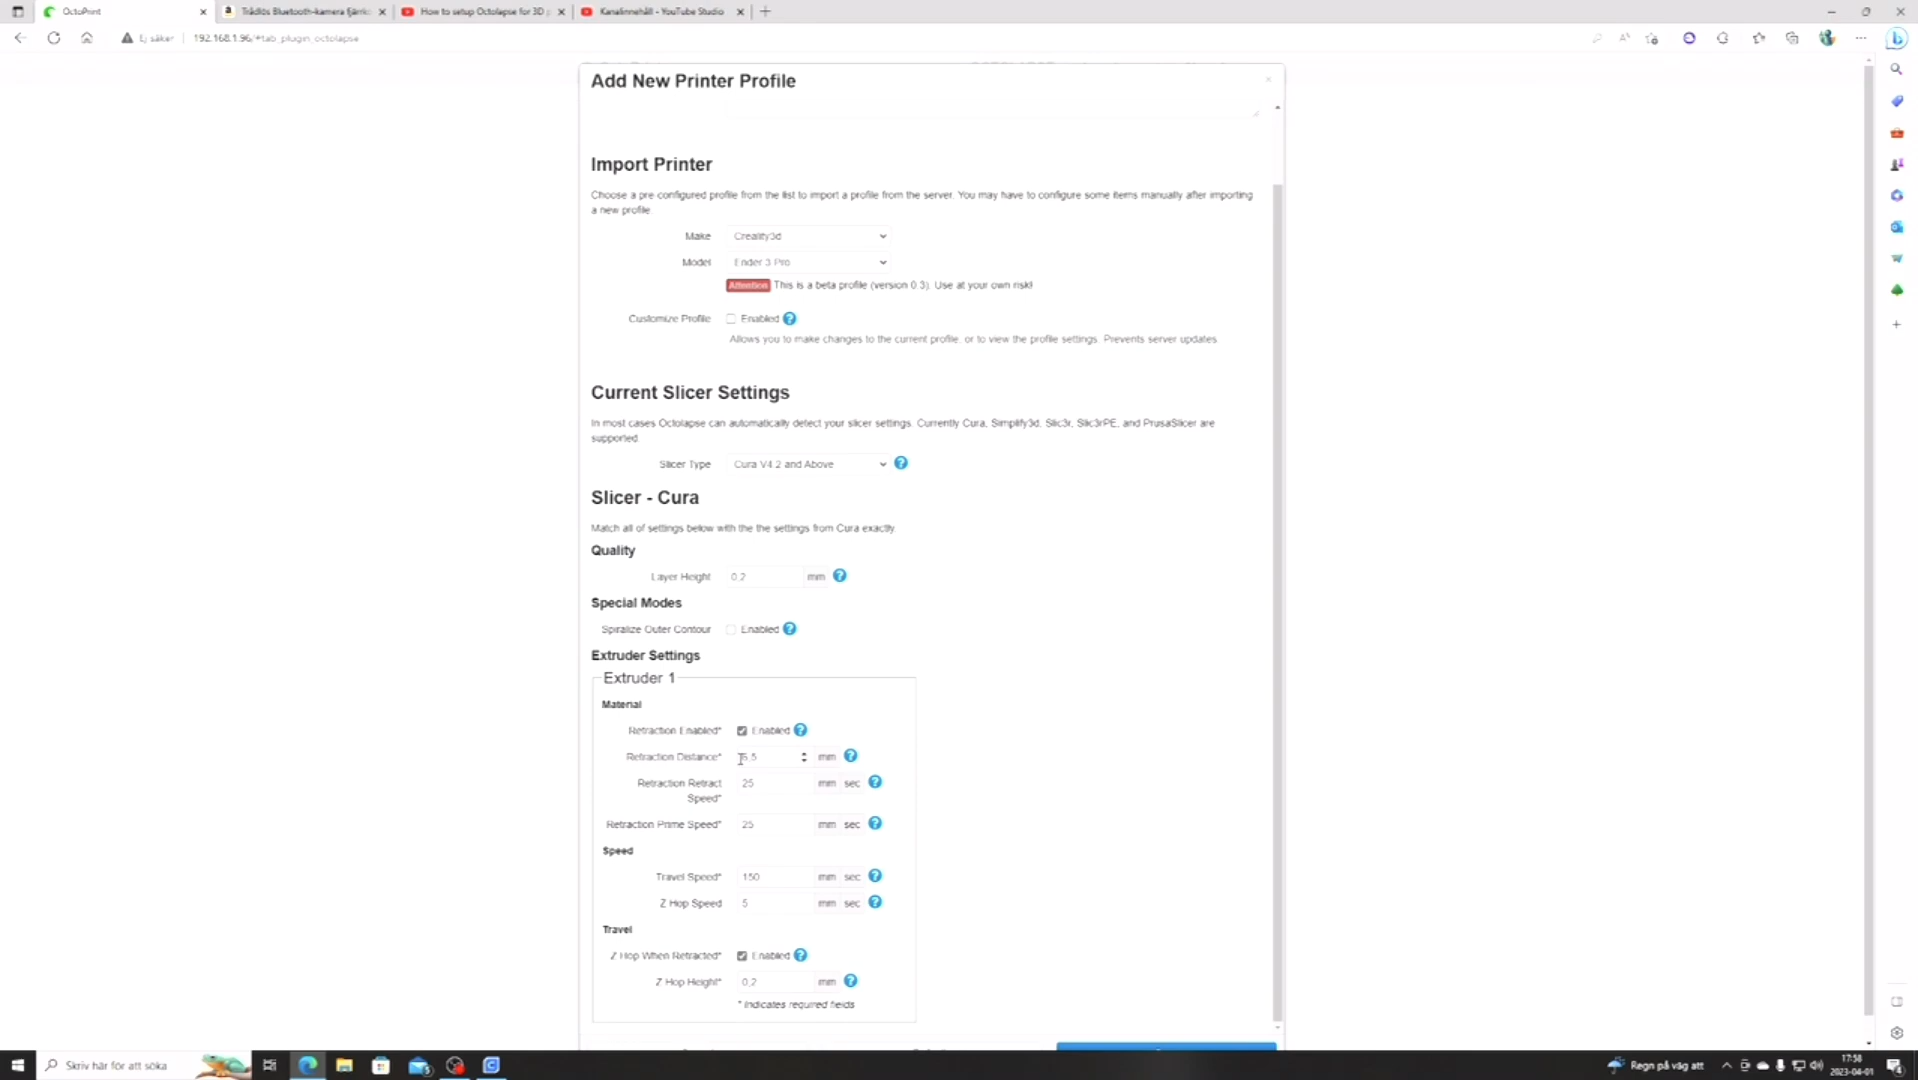 OctoPrint
Trådlös Bluetooth-kamera fjärrko
How to setup Octolapse for 3D p
Kanalinnehåll - YouTube Studio
Ej säker
192.168.1.96/#tab_plugin_octolapse
Add New Printer Profile
Import Printer
Choose a pre configured profile from the list to import a profile from the server. You may have to configure some items manually after importing
a new profile
Make Creality3d
Model Ender 3 Pro
Attention This is a beta profile (version 0.3). Use at your own risk!
Customize Profile Enabled
Allows you to make changes to the current profile, or to view the profile settings. Prevents server updates
Current Slicer Settings
In most cases Octolapse can automatically detect your slicer settings. Currently Cura, Simplify3d, Slic3r, Slic3rPE, and PrusaSlicer are
supported
Slicer Type Cura V4.2 and Above
Slicer - Cura
Match all of settings below with the the settings from Cura exactly
Quality
Layer Height 0,2 mm
Special Modes
Spiralize Outer Contour Enabled
Extruder Settings
Extruder 1
Material
Retraction Enabled* Enabled
Retraction Distance* mm
Retraction Retract 25 mm sec
Speed*
Retraction Prime Speed* 25 mm sec
Speed
Travel Speed* 150 mm sec
Z Hop Speed 5 mm sec
Travel
Z Hop When Retracted* Enabled
Z Hop Height* 0,2 mm
* indicates required fields
Skriv här för att söka
Regn på väg att
17:58
2023-04-01